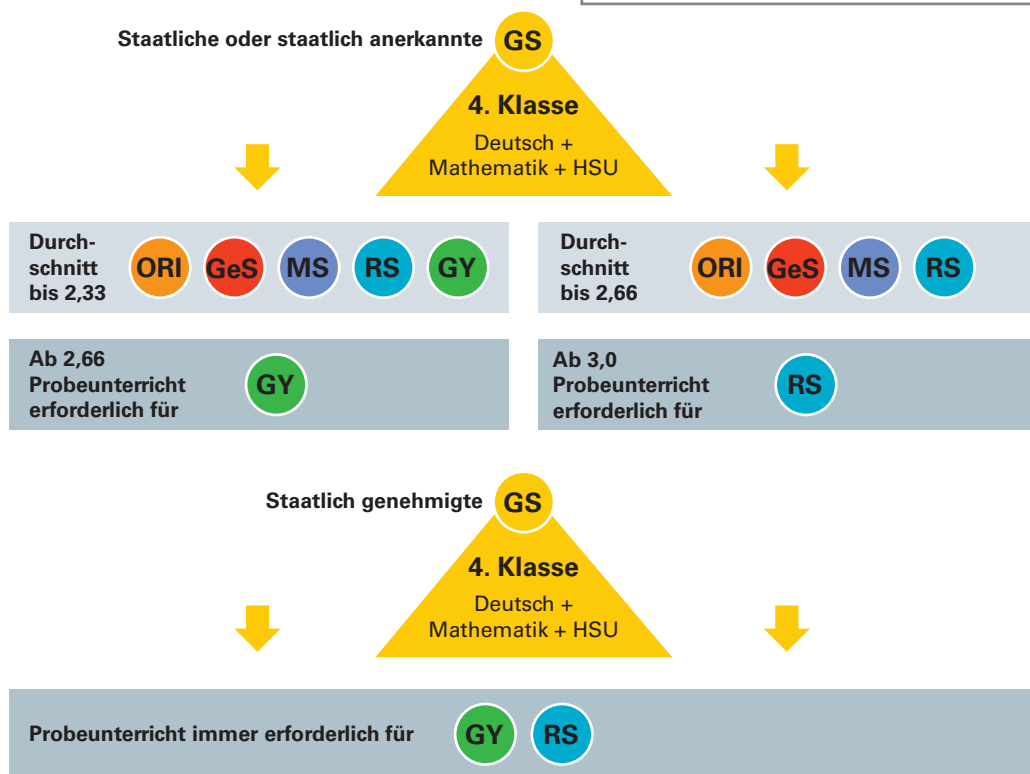 Staatliche oder staatlich anerkannte GS
4. Klasse
Deutsch +
Mathematik + HSU
Durch-
schnitt
bis 2,33
ORI GeS MS RS GY
Durch-
schnitt
bis 2,66
ORI GeS MS RS
Ab 2,66
Probeunterricht
erforderlich für
GY
Ab 3,0
Probeunterricht
erforderlich für
RS
Staatlich genehmigte GS
4. Klasse
Deutsch +
Mathematik + HSU
Probeunterricht immer erforderlich für GY RS